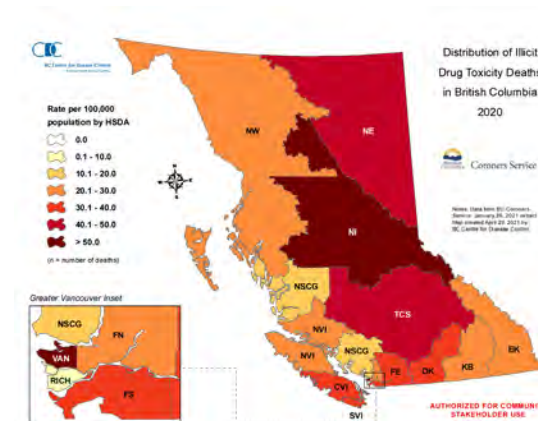 CDC
BC Centre for Disease Control
Distribution of Illicit
Drug Toxicity Deaths
in British Columbia
2020
Coroners Service
Rate per 100,000
population by HSDA
0.0
0.1 - 10.0
10.1 - 20.0
20.1 - 30.0
30.1 - 40.0
40.1 - 50.0
> 50.0
(n = number of deaths)
N
NW
NE
NI
NSCG
TCS
NVI
NVI
NSCG
CVI
SVI
FE
OK
KB
EK
Greater Vancouver Inset
NSCG
FN
VAN
RICH
FS
AUTHORIZED FOR COMMUN
STAKEHOLDER USE